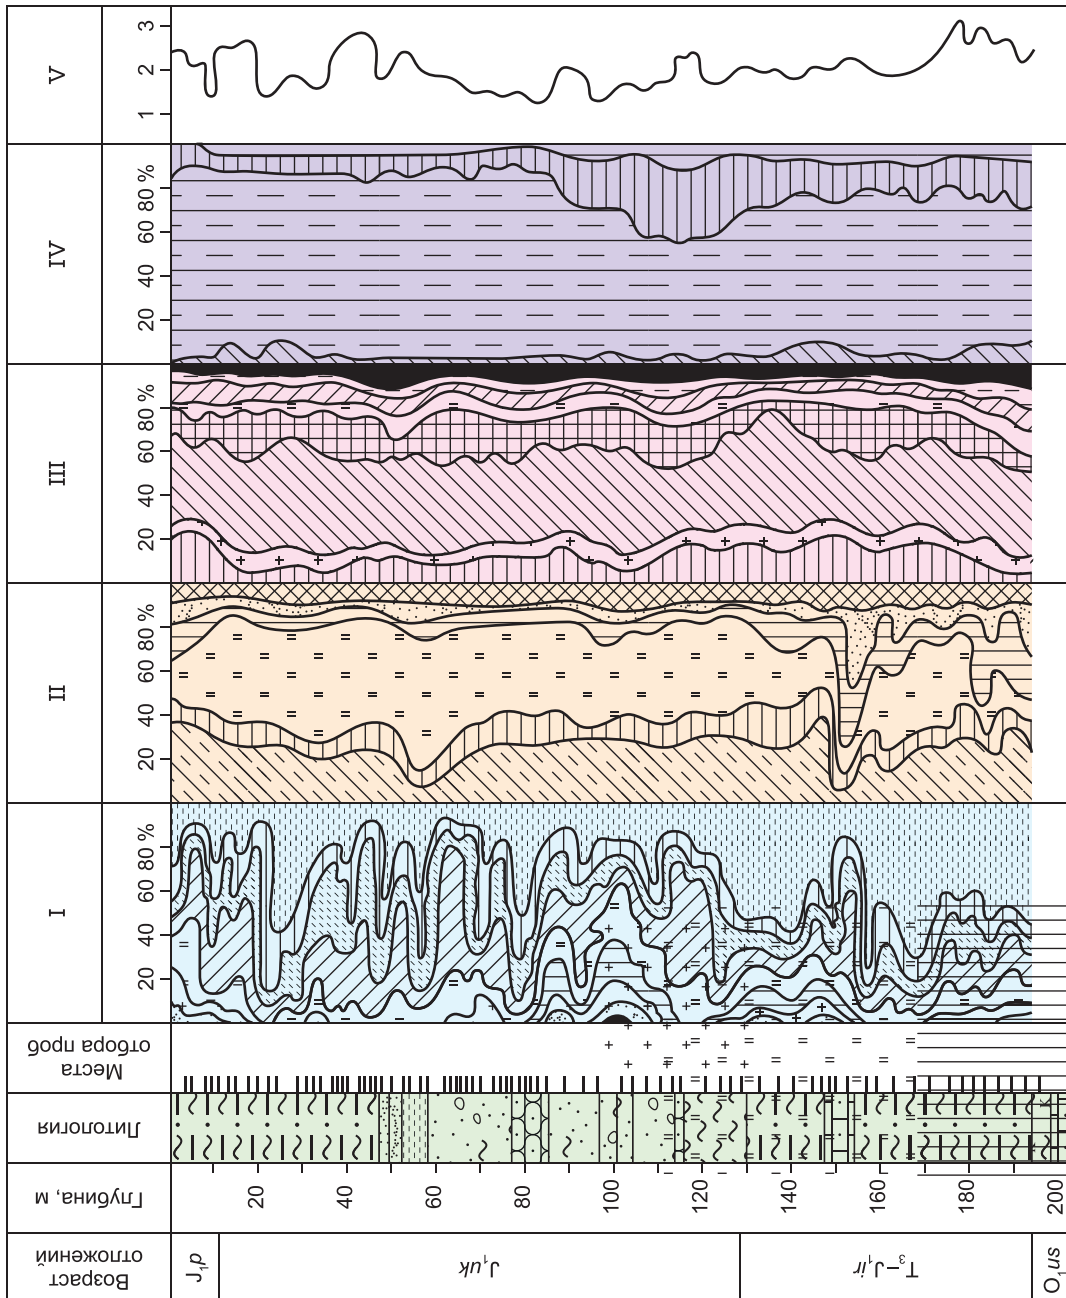 V
3
2
1
IV
80 %
60
40
20
III
80 %
60
40
20
II
80 %
60
40
20
I
80 %
60
40
20
Места
отбора проб
Литология
Глубина, м
20
40
60
80
100
120
140
160
180
200
Возраст
отложений
J₁uk
T₃–J₁ir
O₁us